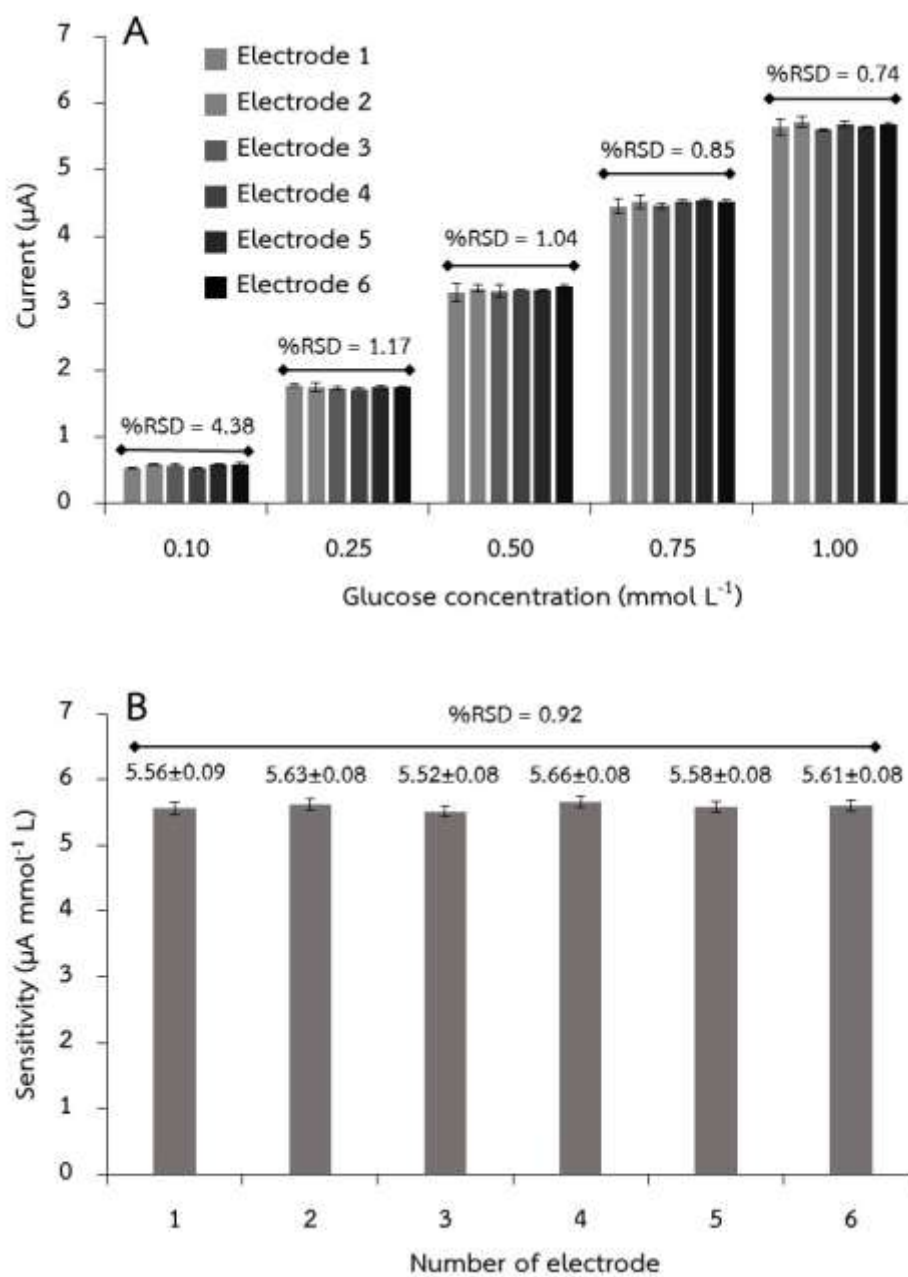 A
7
6
5
4
3
2
1
0
Current (µA)
Electrode 1
Electrode 2
Electrode 3
Electrode 4
Electrode 5
Electrode 6
%RSD = 4.38
%RSD = 1.17
%RSD = 1.04
%RSD = 0.85
%RSD = 0.74
0.10 0.25 0.50 0.75 1.00
Glucose concentration (mmol L⁻¹)
B
7
6
5
4
3
2
1
0
Sensitivity (µA mmol⁻¹ L)
%RSD = 0.92
5.56±0.09 5.63±0.08 5.52±0.08 5.66±0.08 5.58±0.08 5.61±0.08
1 2 3 4 5 6
Number of electrode